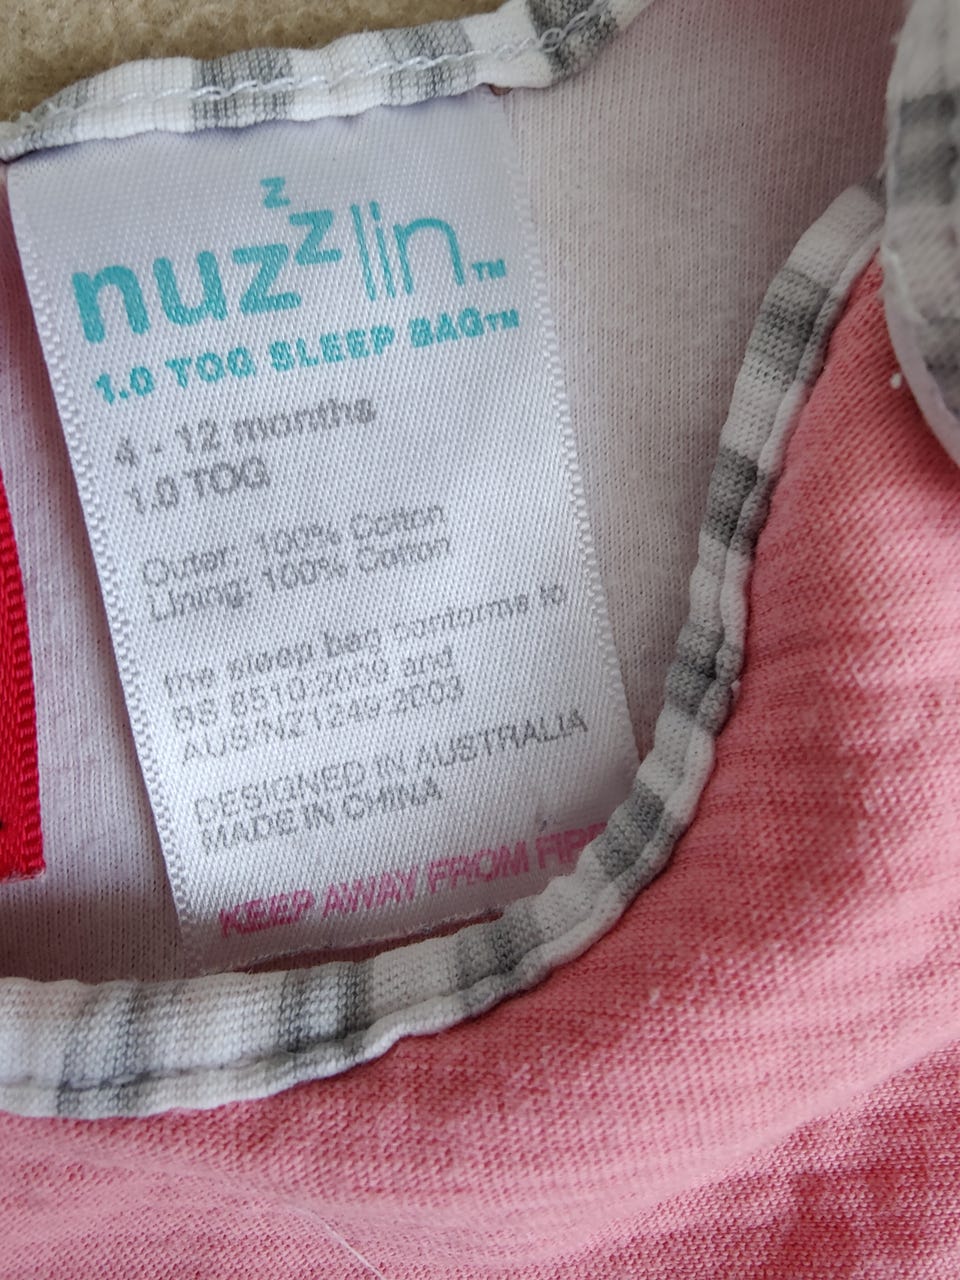 nuzzzlin™
1.0 TOG SLEEP BAG™
4 - 12 months
1.0 TOG
Outer: 100% Cotton
Lining: 100% Cotton
The sleep bag conforms to
BS 8510:2009 and
AUS/NZ1249:2003
DESIGNED IN AUSTRALIA
MADE IN CHINA
KEEP AWAY FROM FIRE